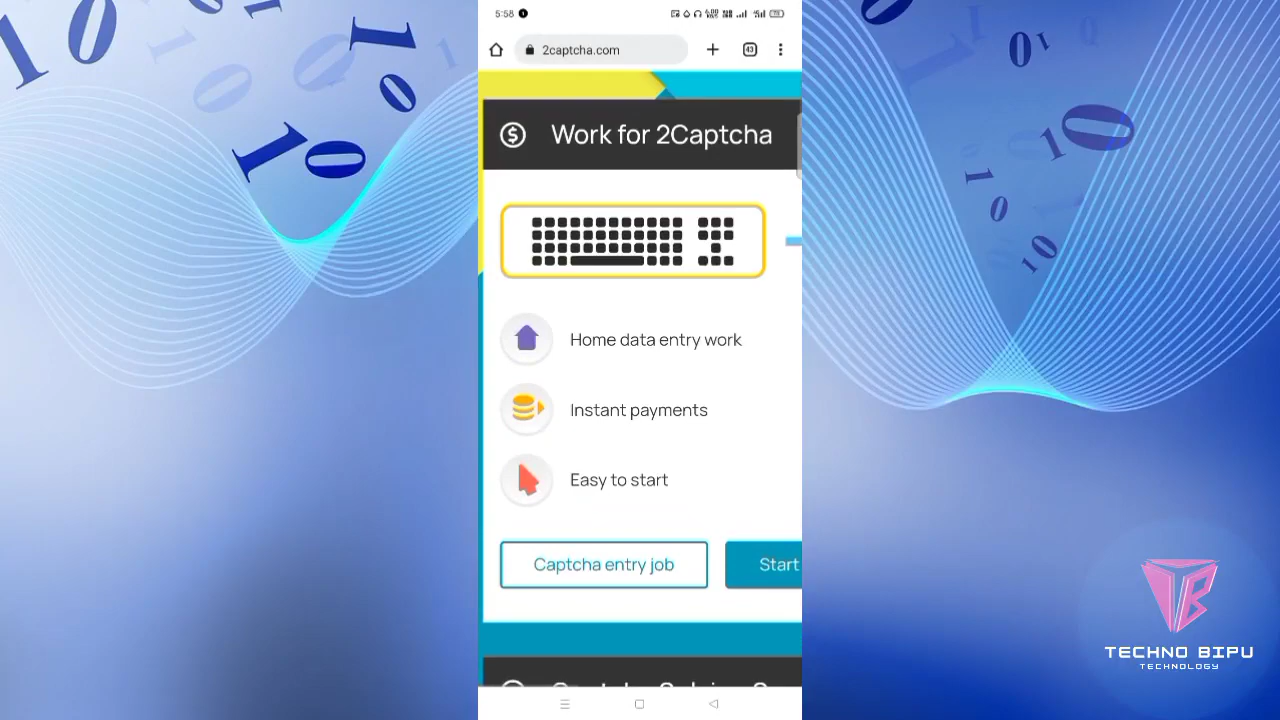 5:58
2captcha.com
43
Work for 2Captcha
Home data entry work
Instant payments
Easy to start
Captcha entry job
Start
TECHNO BIPU
TECHNOLOGY